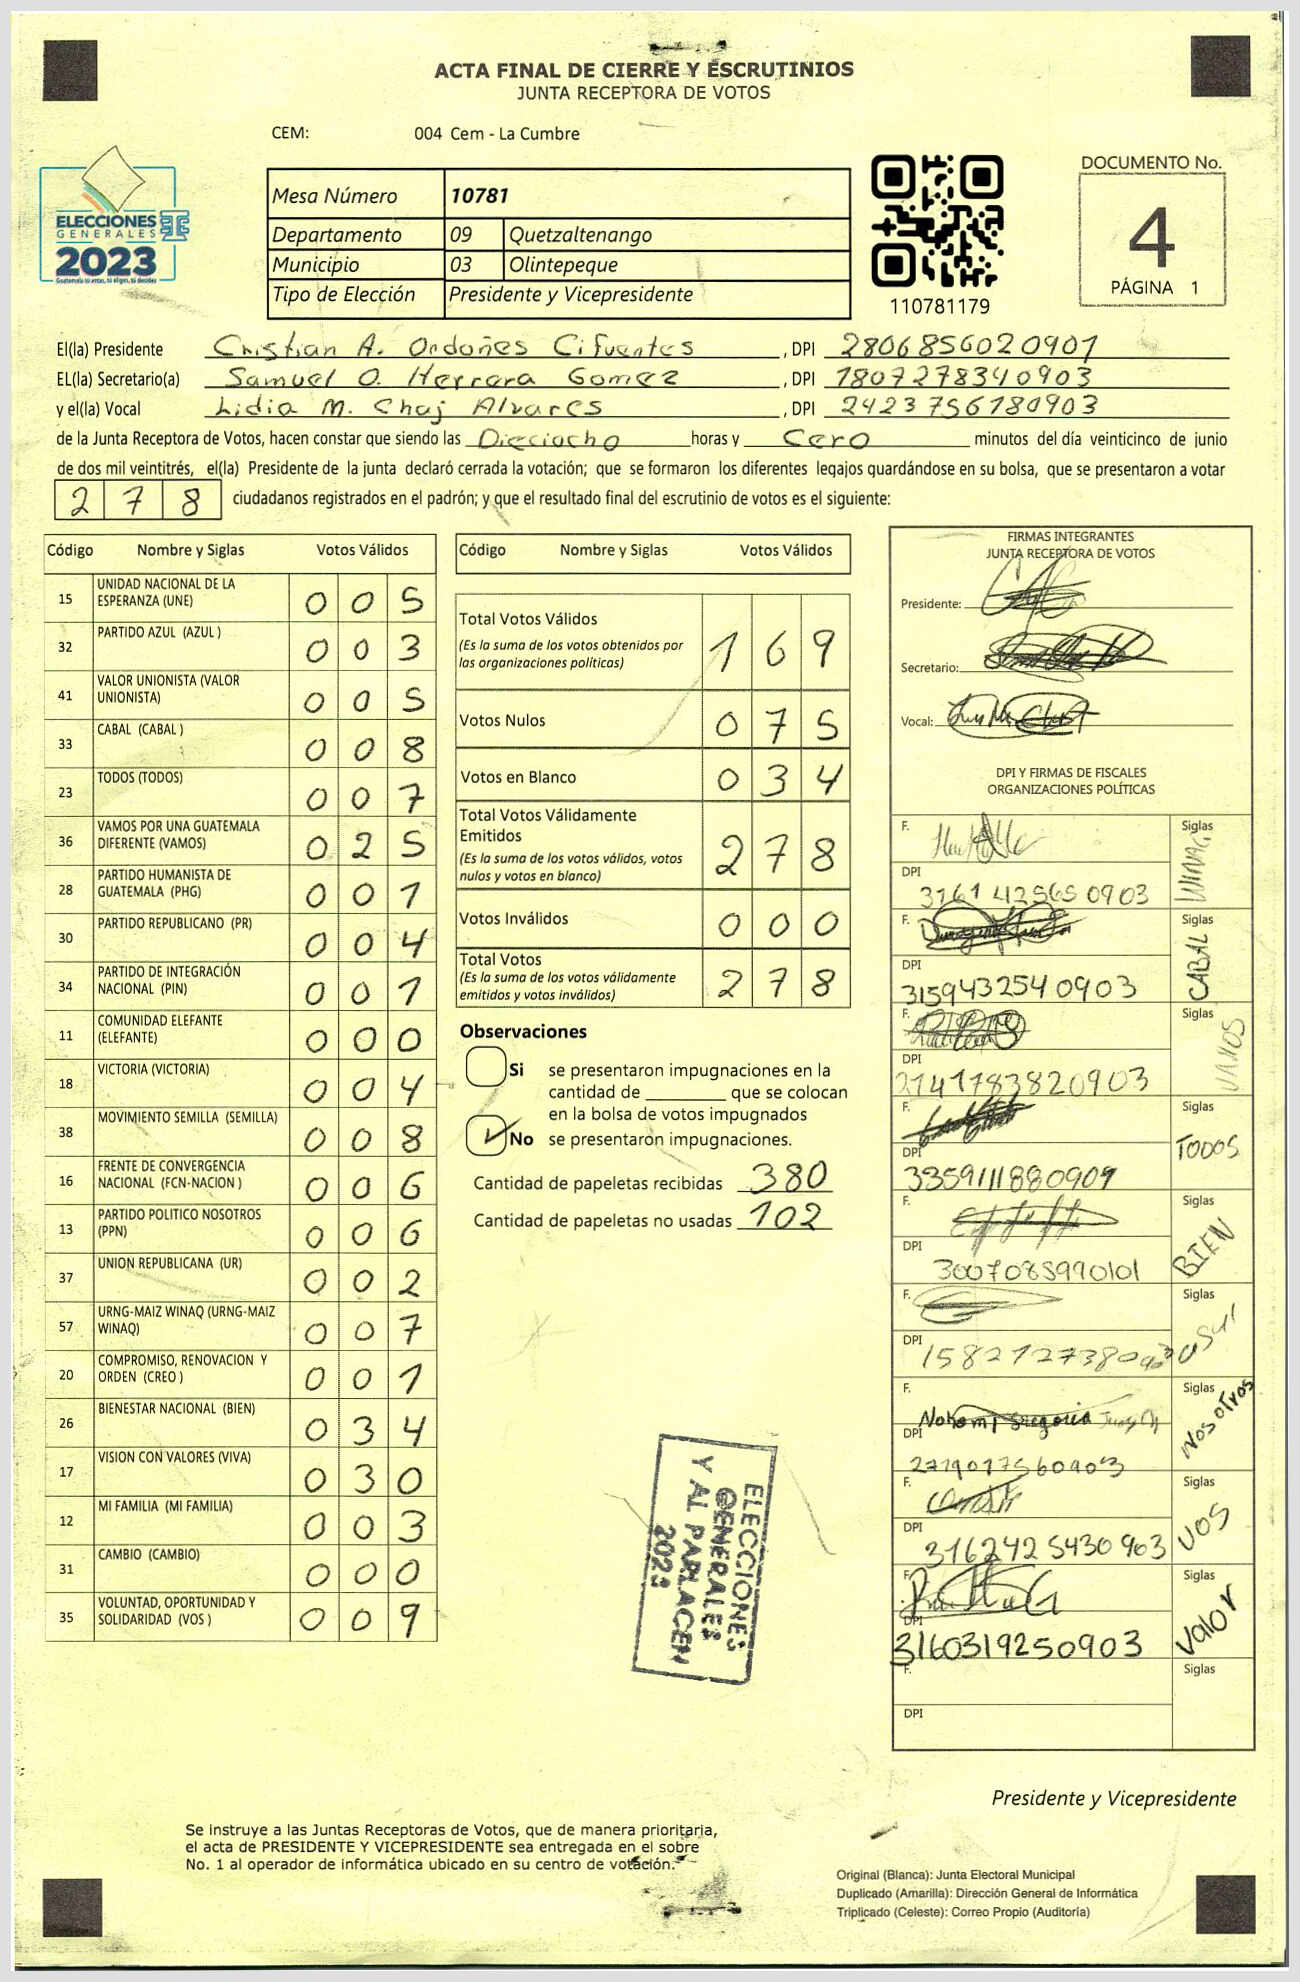 ACTA FINAL DE CIERRE Y ESCRUTINIOS
JUNTA RECEPTORA DE VOTOS
CEM: 004 Cem - La Cumbre
ELECCIONES
GENERALES
2023
Mesa Número 10781
Departamento 09 Quetzaltenango
Municipio 03 Olintepeque
Tipo de Elección Presidente y Vicepresidente
110781179
DOCUMENTO No.
4
PÁGINA 1
El(la) Presidente Cristian A. Ordoñes Cifuentes, DPI 2806856020901
EL(la) Secretario(a) Samuel O. Herrera Gomez, DPI 1807278340903
y el(la) Vocal Lidia M. Chaj Alvares, DPI 2423756180903
de la Junta Receptora de Votos, hacen constar que siendo las Dieciocho horas y Cero minutos del día veinticinco de junio
de dos mil veintitrés, el(la) Presidente de la junta declaró cerrada la votación; que se formaron los diferentes legajos guardándose en su bolsa, que se presentaron a votar
278 ciudadanos registrados en el padrón; y que el resultado final del escrutinio de votos es el siguiente:
Código Nombre y Siglas Votos Válidos
15 UNIDAD NACIONAL DE LA ESPERANZA (UNE) 0 0 5
32 PARTIDO AZUL (AZUL ) 0 0 3
41 VALOR UNIONISTA (VALOR UNIONISTA) 0 0 5
33 CABAL (CABAL ) 0 0 8
23 TODOS (TODOS) 0 0 7
36 VAMOS POR UNA GUATEMALA DIFERENTE (VAMOS) 0 2 5
28 PARTIDO HUMANISTA DE GUATEMALA (PHG) 0 0 1
30 PARTIDO REPUBLICANO (PR) 0 0 4
34 PARTIDO DE INTEGRACIÓN NACIONAL (PIN) 0 0 1
11 COMUNIDAD ELEFANTE (ELEFANTE) 0 0 0
18 VICTORIA (VICTORIA) 0 0 4
38 MOVIMIENTO SEMILLA (SEMILLA) 0 0 8
16 FRENTE DE CONVERGENCIA NACIONAL (FCN-NACION ) 0 0 6
13 PARTIDO POLITICO NOSOTROS (PPN) 0 0 6
37 UNION REPUBLICANA (UR) 0 0 2
57 URNG-MAIZ WINAQ (URNG-MAIZ WINAQ) 0 0 7
20 COMPROMISO, RENOVACION Y ORDEN (CREO ) 0 0 1
26 BIENESTAR NACIONAL (BIEN) 0 3 4
17 VISION CON VALORES (VIVA) 0 3 0
12 MI FAMILIA (MI FAMILIA) 0 0 3
31 CAMBIO (CAMBIO) 0 0 0
35 VOLUNTAD, OPORTUNIDAD Y SOLIDARIDAD (VOS ) 0 0 9
Código Nombre y Siglas Votos Válidos
Total Votos Válidos 1 6 9
(Es la suma de los votos obtenidos por
las organizaciones políticas)
Votos Nulos 0 7 5
Votos en Blanco 0 3 4
Total Votos Válidamente
Emitidos 2 7 8
(Es la suma de los votos válidos, votos
nulos y votos en blanco)
Votos Inválidos 0 0 0
Total Votos 2 7 8
(Es la suma de los votos válidamente
emitidos y votos inválidos)
Observaciones
Si se presentaron impugnaciones en la
cantidad de ________ que se colocan
en la bolsa de votos impugnados
No se presentaron impugnaciones.
Cantidad de papeletas recibidas 380
Cantidad de papeletas no usadas 102
ELECCIONES
GENERALES
Y AL PARLACEN
2023
FIRMAS INTEGRANTES
JUNTA RECEPTORA DE VOTOS
Presidente:
Secretario:
Vocal:
DPI Y FIRMAS DE FISCALES
ORGANIZACIONES POLÍTICAS
F. Siglas WINAQ
DPI 3161 42565 0903
F. Siglas CABAL
DPI 3159432540903
F. Siglas VAMOS
DPI 2141783820903
F. Siglas TODOS
DPI 3359111880901
F. Siglas BIEN
DPI 3007085990101
F. Siglas
DPI
F. Siglas Nosotros
DPI 2719017560903
F. Siglas VOS
DPI 3162425430903
F. Siglas Valor
DPI 3160319250903
F. Siglas
DPI
Presidente y Vicepresidente
Se instruye a las Juntas Receptoras de Votos, que de manera prioritaria,
el acta de PRESIDENTE Y VICEPRESIDENTE sea entregada en el sobre
No. 1 al operador de informática ubicado en su centro de votación.
Original (Blanca): Junta Electoral Municipal
Duplicado (Amarilla): Dirección General de Informática
Triplicado (Celeste): Correo Propio (Auditoría)